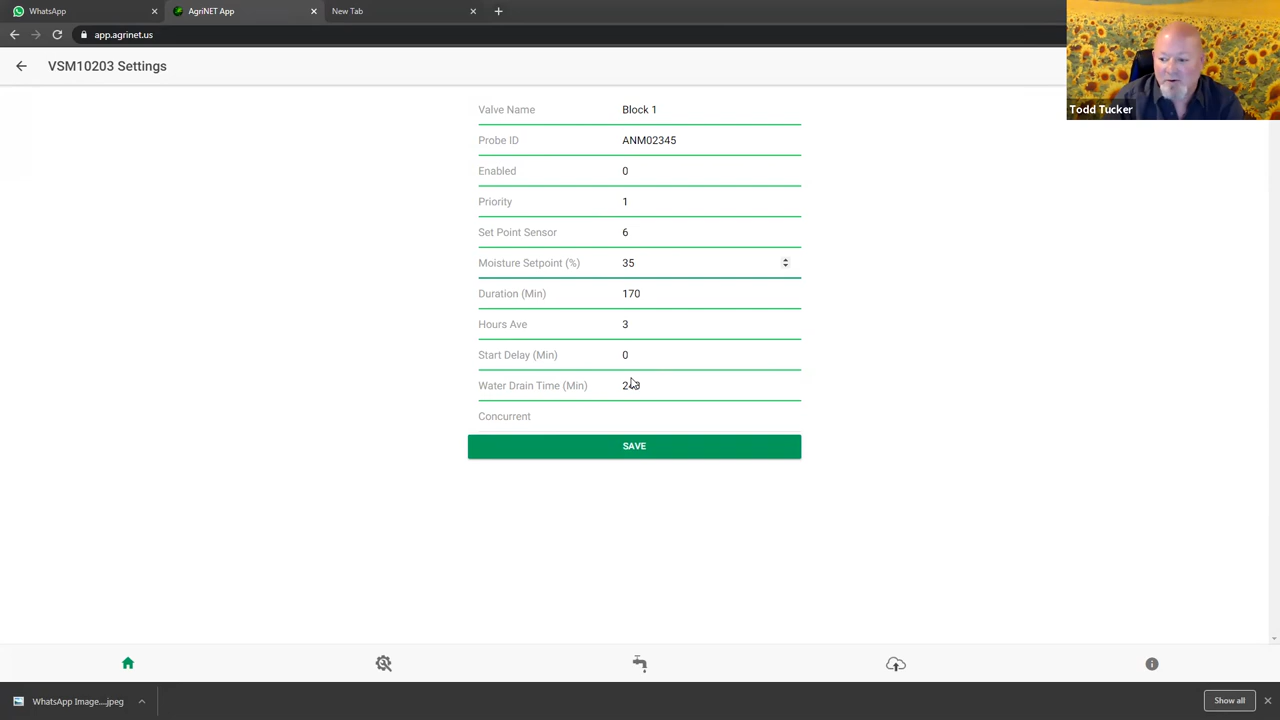 WhatsApp
AgriNET App
New Tab
app.agrinet.us
VSM10203 Settings
Todd Tucker
Valve Name Block 1
Probe ID ANM02345
Enabled 0
Priority 1
Set Point Sensor 6
Moisture Setpoint (%) 35
Duration (Min) 170
Hours Ave 3
Start Delay (Min) 0
Water Drain Time (Min)
Concurrent
SAVE
WhatsApp Image....jpeg
Show all